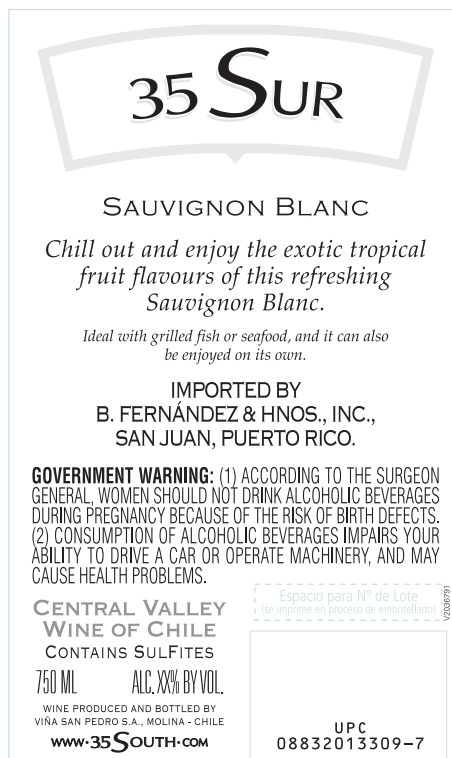 35 SUR
SAUVIGNON BLANC
Chill out and enjoy the exotic tropical
fruit flavours of this refreshing
Sauvignon Blanc.
Ideal with grilled fish or seafood, and it can also
be enjoyed on its own.
IMPORTED BY
B. FERNÁNDEZ & HNOS., INC.,
SAN JUAN, PUERTO RICO.
GOVERNMENT WARNING: (1) ACCORDING TO THE SURGEON
GENERAL, WOMEN SHOULD NOT DRINK ALCOHOLIC BEVERAGES
DURING PREGNANCY BECAUSE OF THE RISK OF BIRTH DEFECTS.
(2) CONSUMPTION OF ALCOHOLIC BEVERAGES IMPAIRS YOUR
ABILITY TO DRIVE A CAR OR OPERATE MACHINERY, AND MAY
CAUSE HEALTH PROBLEMS.
CENTRAL VALLEY
WINE OF CHILE
CONTAINS SULFITES
750 ML ALC. XX% BY VOL.
WINE PRODUCED AND BOTTLED BY
VIÑA SAN PEDRO S.A., MOLINA - CHILE
WWW.35SOUTH.COM
Espacio para Nº de Lote
(se imprime en proceso de embotellado)
V2036791
UPC
08832013309-7